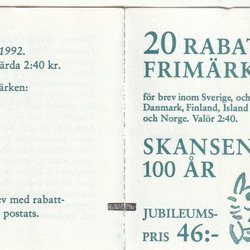 1992.
ärda 2:40 kr.
ärken:
ev med rabatt-
postats.
20 RABAT
FRIMÄRK
för brev inom Sverige, och
Danmark, Finland, Island
och Norge. Valör 2:40.
SKANSEN
100 ÅR
JUBILEUMS-
PRIS 46:-